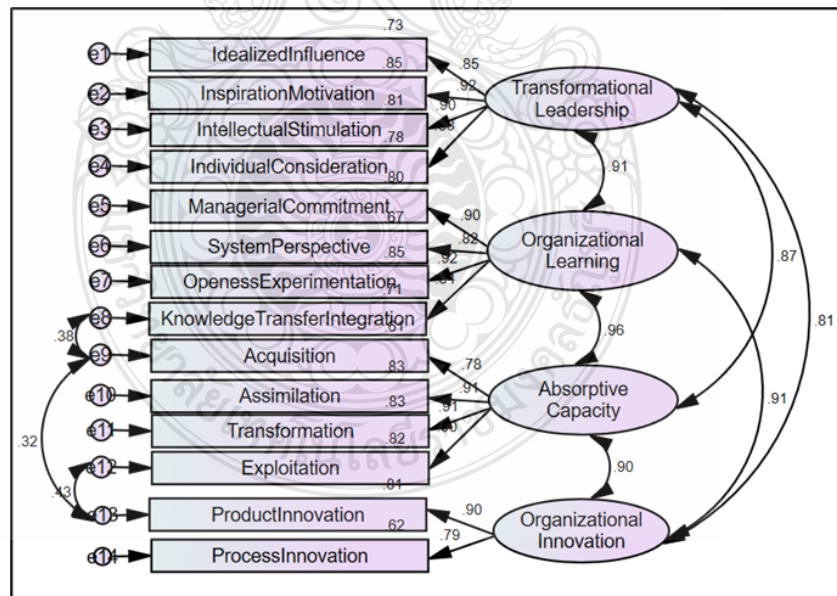 .73
e1 IdealizedInfluence .85
.85
e2 InspirationMotivation .92
.81
e3 IntellectualStimulation .90
.78
e4 IndividualConsideration
.80
e5 ManagerialCommitment .90
.67
e6 SystemPerspective .82
.85
e7 OpenessExperimentation .92
.71
e8 KnowledgeTransferIntegration
.61
e9 Acquisition .78
.83
e10 Assimilation .91
.83
e11 Transformation .91
.82
e12 Exploitation
.81
e13 ProductInnovation .90
.62
e14 ProcessInnovation .79
Transformational
Leadership
.91
Organizational
Learning
.96
Absorptive
Capacity
.90
Organizational
Innovation
.87
.81
.91
.38
.32
.43